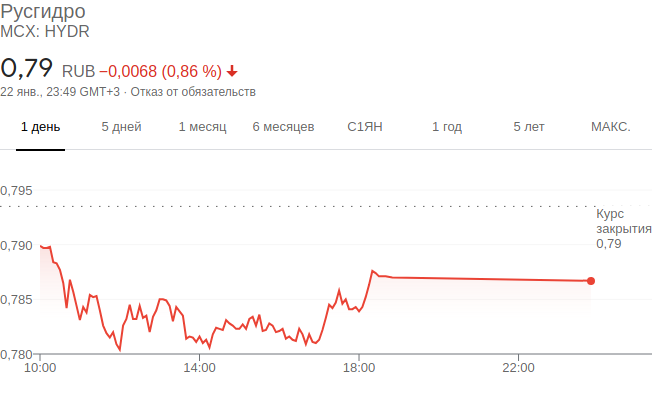 Русгидро
MCX: HYDR
0,79 RUB −0,0068 (0,86 %)
22 янв., 23:49 GMT+3 · Отказ от обязательств
1 день 5 дней 1 месяц 6 месяцев С1ЯН 1 год 5 лет МАКС.
0,795
Курс
закрытия
0,79
0,790
0,785
0,780
10:00 14:00 18:00 22:00